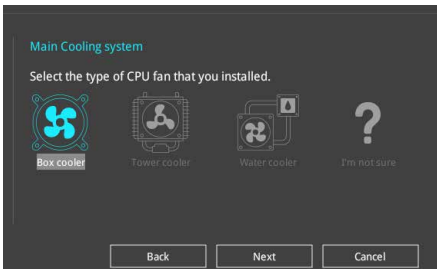 Main Cooling system
Select the type of CPU fan that you installed.
Box cooler Tower cooler Water cooler I'm not sure
Back Next Cancel